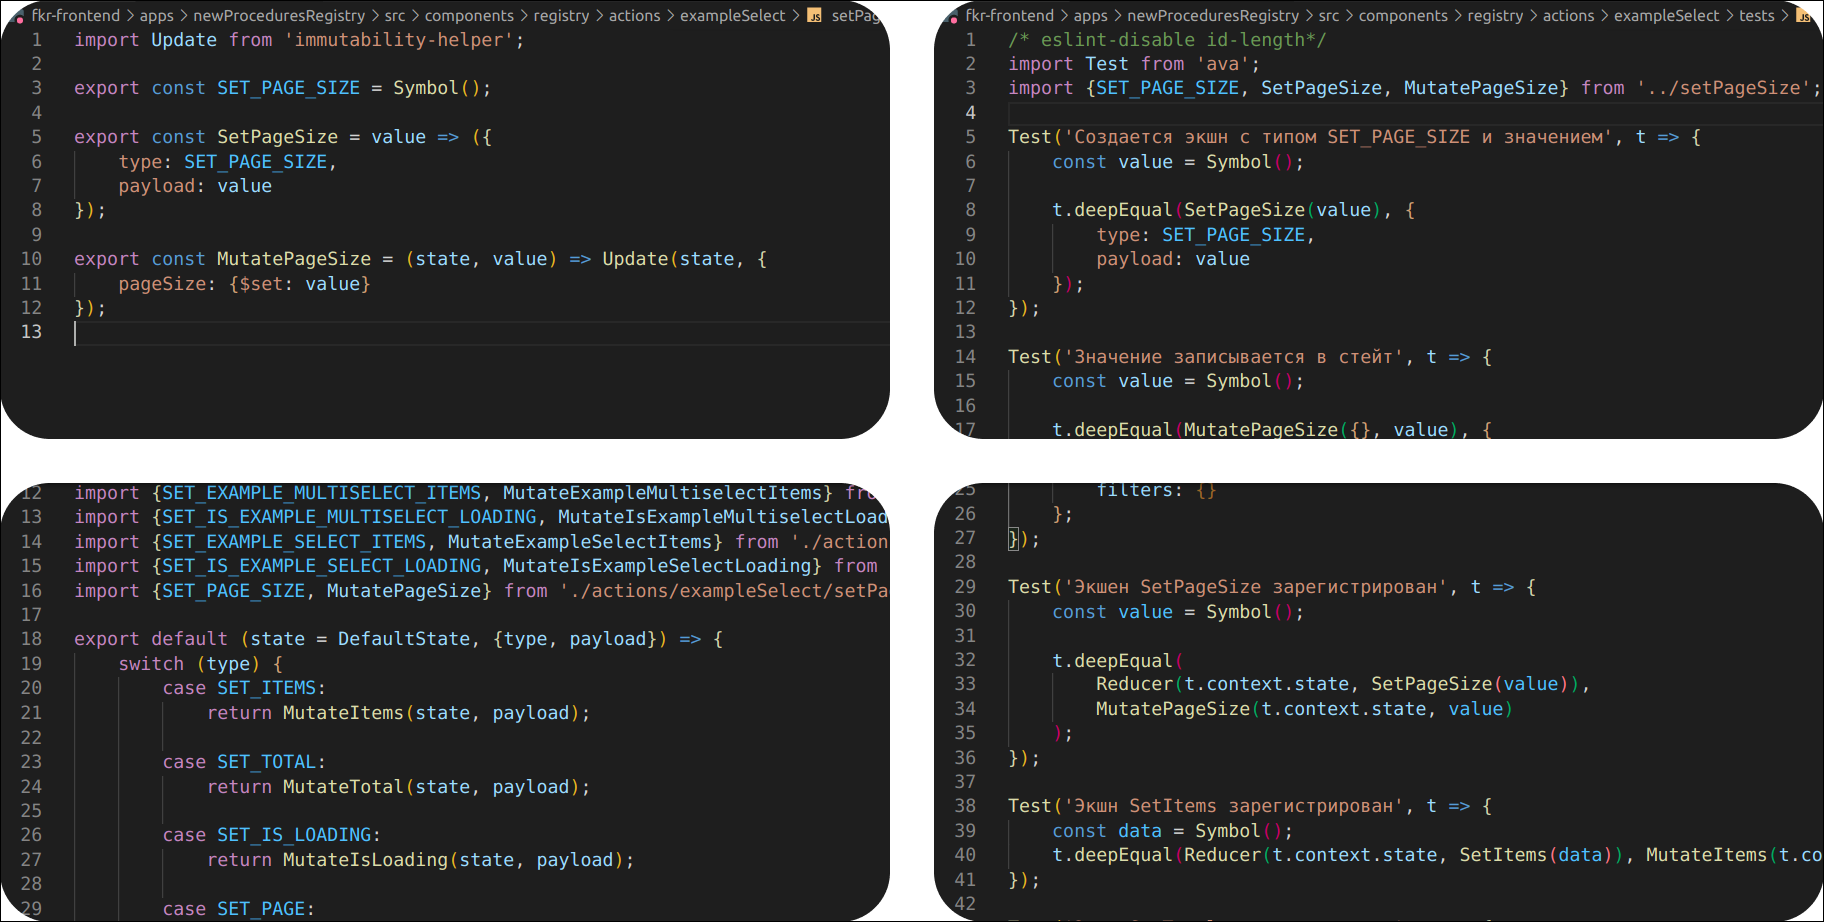 fkr-frontend > apps > newProceduresRegistry > src > components > registry > actions > exampleSelect > JS setPag
1 import Update from 'immutability-helper';
2
3 export const SET_PAGE_SIZE = Symbol();
4
5 export const SetPageSize = value => ({
6 type: SET_PAGE_SIZE,
7 payload: value
8 });
9
10 export const MutatePageSize = (state, value) => Update(state, {
11 pageSize: {$set: value}
12 });
13
fkr-frontend > apps > newProceduresRegistry > src > components > registry > actions > exampleSelect > tests > JS
1 /* eslint-disable id-length*/
2 import Test from 'ava';
3 import {SET_PAGE_SIZE, SetPageSize, MutatePageSize} from '../setPageSize';
4
5 Test('Создается экшн с типом SET_PAGE_SIZE и значением', t => {
6 const value = Symbol();
7
8 t.deepEqual(SetPageSize(value), {
9 type: SET_PAGE_SIZE,
10 payload: value
11 });
12 });
13
14 Test('Значение записывается в стейт', t => {
15 const value = Symbol();
16
17 t.deepEqual(MutatePageSize({}, value), {
12 import {SET_EXAMPLE_MULTISELECT_ITEMS, MutateExampleMultiselectItems} fro
13 import {SET_IS_EXAMPLE_MULTISELECT_LOADING, MutateIsExampleMultiselectLoad
14 import {SET_EXAMPLE_SELECT_ITEMS, MutateExampleSelectItems} from './action
15 import {SET_IS_EXAMPLE_SELECT_LOADING, MutateIsExampleSelectLoading} from
16 import {SET_PAGE_SIZE, MutatePageSize} from './actions/exampleSelect/setPa
17
18 export default (state = DefaultState, {type, payload}) => {
19 switch (type) {
20 case SET_ITEMS:
21 return MutateItems(state, payload);
22
23 case SET_TOTAL:
24 return MutateTotal(state, payload);
25
26 case SET_IS_LOADING:
27 return MutateIsLoading(state, payload);
28
29 case SET_PAGE:
25 filters: {}
26 };
27 });
28
29 Test('Экшен SetPageSize зарегистрирован', t => {
30 const value = Symbol();
31
32 t.deepEqual(
33 Reducer(t.context.state, SetPageSize(value)),
34 MutatePageSize(t.context.state, value)
35 );
36 });
37
38 Test('Экшн SetItems зарегистрирован', t => {
39 const data = Symbol();
40 t.deepEqual(Reducer(t.context.state, SetItems(data)), MutateItems(t.co
41 });
42